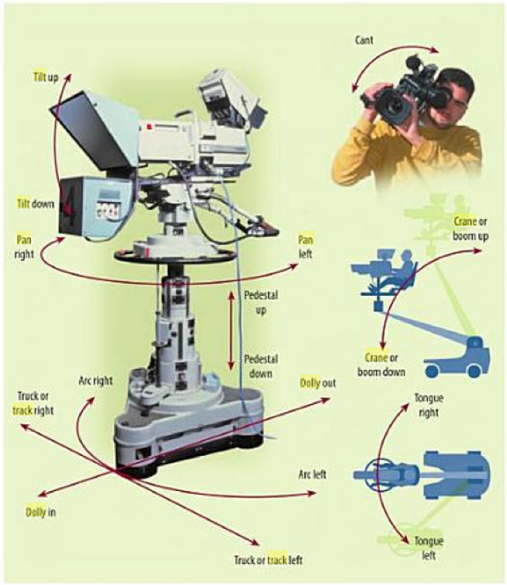 Cant
Tilt up
Tilt down
Pan
right
Pan
left
Crane or
boom up
Pedestal
up
Pedestal
down
Crane or
boom down
Truck or
track right
Arc right
Dolly out
Tongue
right
Arc left
Dolly in
Truck or track left
Tongue
left